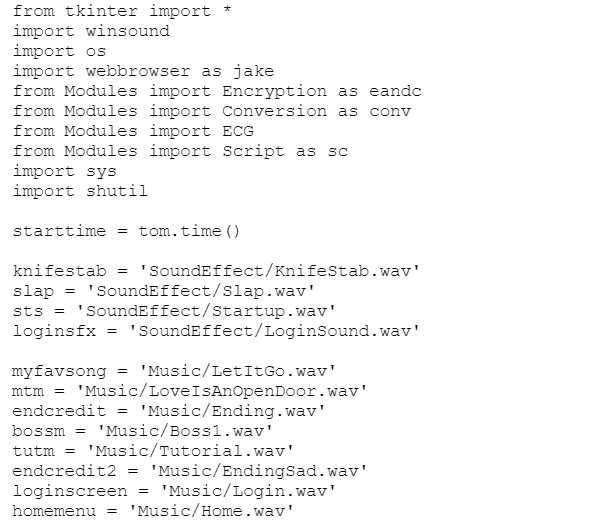 from tkinter import *
import winsound
import os
import webbrowser as jake
from Modules import Encryption as eandc
from Modules import Conversion as conv
from Modules import ECG
from Modules import Script as sc
import sys
import shutil
starttime = tom.time()
knifestab = 'SoundEffect/KnifeStab.wav'
slap = 'SoundEffect/Slap.wav'
sts = 'SoundEffect/Startup.wav'
loginsfx = 'SoundEffect/LoginSound.wav'
myfavsong = 'Music/LetItGo.wav'
mtm = 'Music/LoveIsAnOpenDoor.wav'
endcredit = 'Music/Ending.wav'
bossm = 'Music/Boss1.wav'
tutm = 'Music/Tutorial.wav'
endcredit2 = 'Music/EndingSad.wav'
loginscreen = 'Music/Login.wav'
homemenu = 'Music/Home.wav'